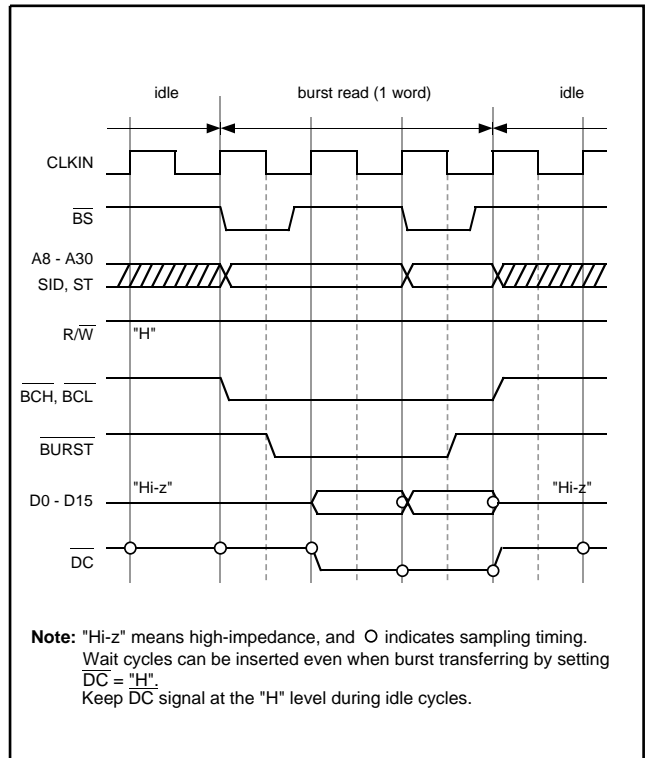 idle burst read (1 word) idle
CLKIN
BS
A8 - A30
SID, ST
R/W "H"
BCH, BCL
BURST
"Hi-z" "Hi-z"
D0 - D15
DC
Note: "Hi-z" means high-impedance, and O indicates sampling timing.
Wait cycles can be inserted even when burst transferring by setting
DC = "H".
Keep DC signal at the "H" level during idle cycles.